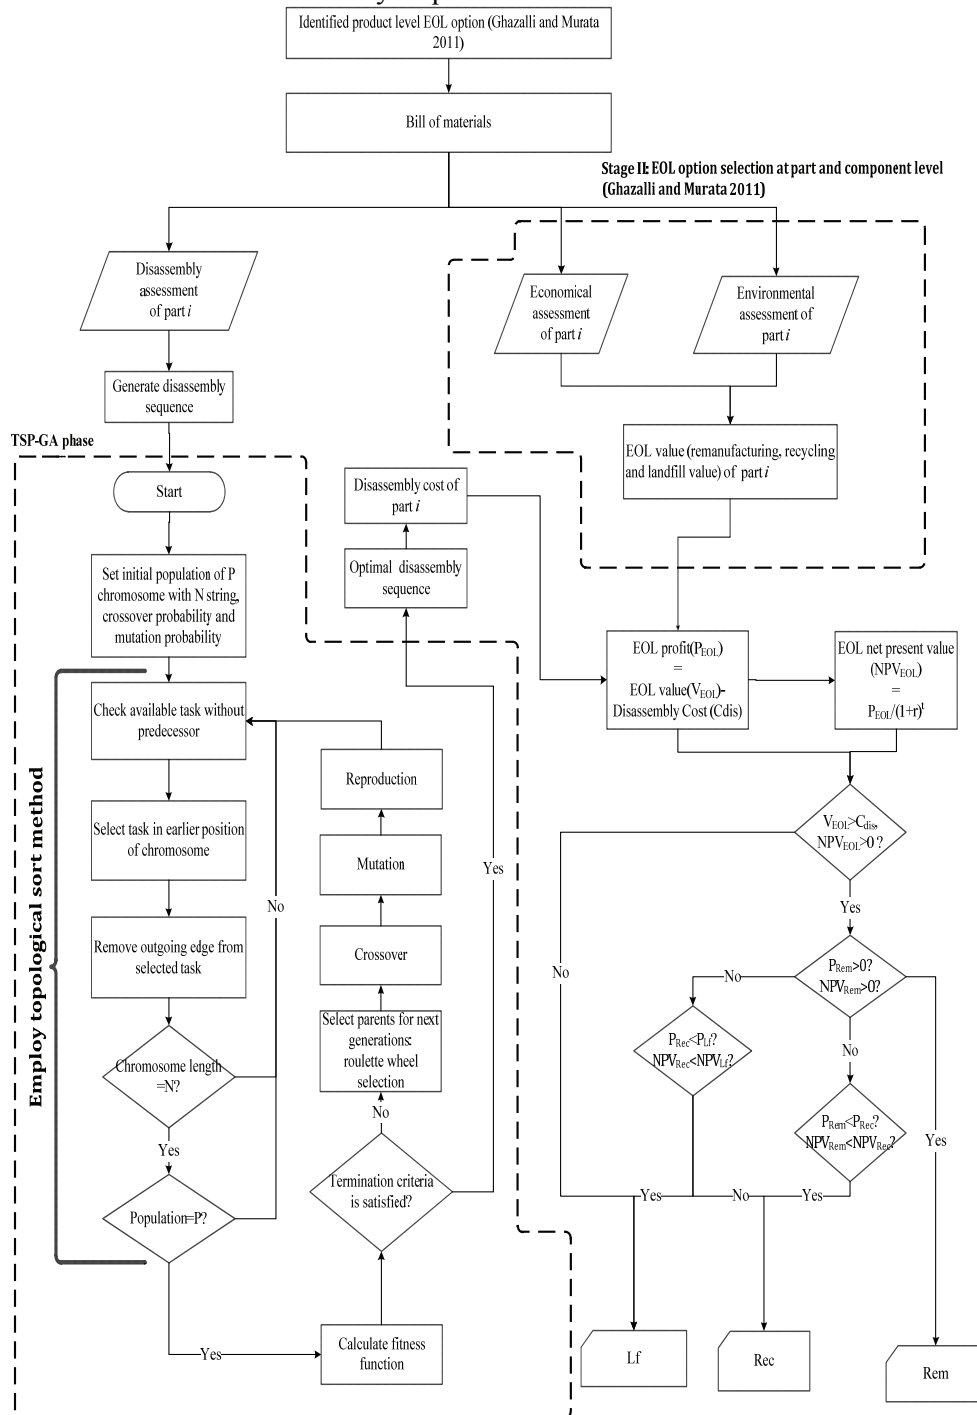 Identified product level EOL option (Ghazalli and Murata
2011)
Bill of materials
Stage II: EOL option selection at part and component level
(Ghazalli and Murata 2011)
Disassembly
assessment
of part i
Economical
assessment
of part i
Environmental
assessment of
part i
Generate disassembly
sequence
TSP-GA phase
EOL value (remanufacturing, recycling
and landfill value) of part i
Start
Disassembly cost of
part i
Optimal disassembly
sequence
Set initial population of P
chromosome with N string,
crossover probability and
mutation probability
EOL profit(PEOL)
=
EOL value(VEOL)-
Disassembly Cost (Cdis)
EOL net present value
(NPVEOL)
=
PEOL/(1+r)t
Employ topological sort method
Check available task without
predecessor
Reproduction
Select task in earlier position
of chromosome
Mutation
Yes
VEOL>Cdis,
NPVEOL>0 ?
No
Yes
Remove outgoing edge from
selected task
Crossover
No
PRem>0?
NPVRem>0?
No
Select parents for next
generations:
roulette wheel
selection
PRec<PLf?
NPVRec<NPVLf?
No
Chromosome length
=N?
No
PRem<PRec?
NPVRem<NPVRec?
Yes
Yes
Termination criteria
is satisfied?
Yes
No
Yes
Population=P?
Yes
Calculate fitness
function
Lf
Rec
Rem